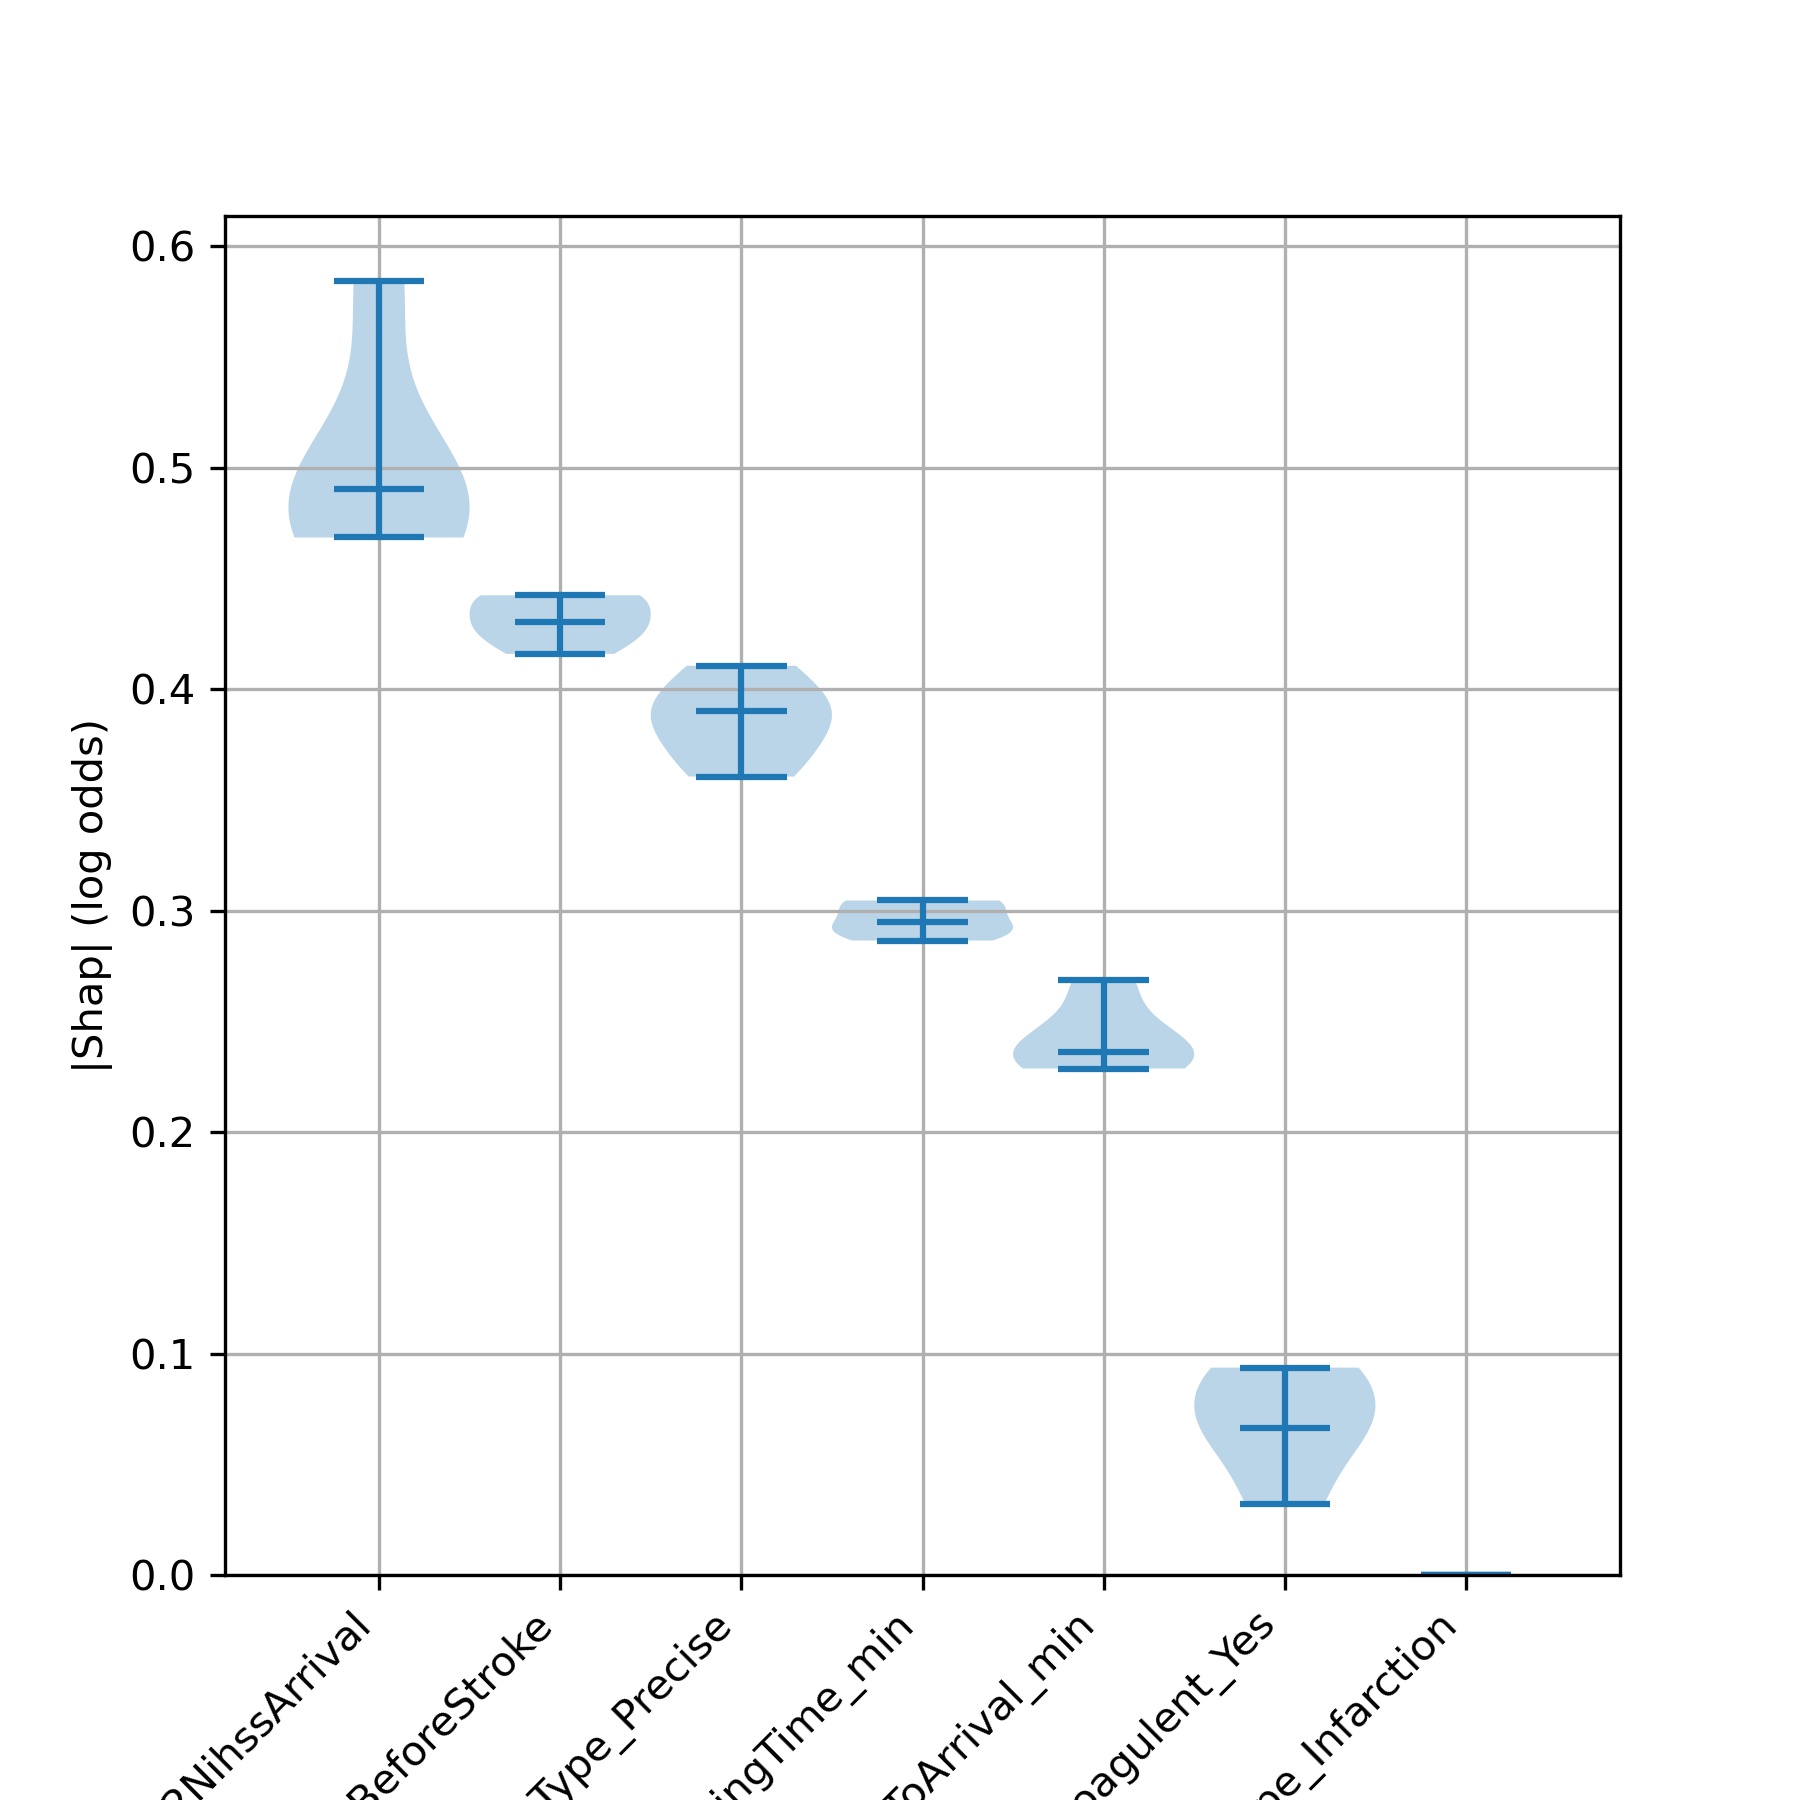 0.6
0.5
0.4
0.3
0.2
0.1
0.0
|Shap| (log odds)
NihssArrival
BeforeStroke
Type_Precise
ingTime_min
ToArrival_min
oagulent_Yes
pe_Infarction